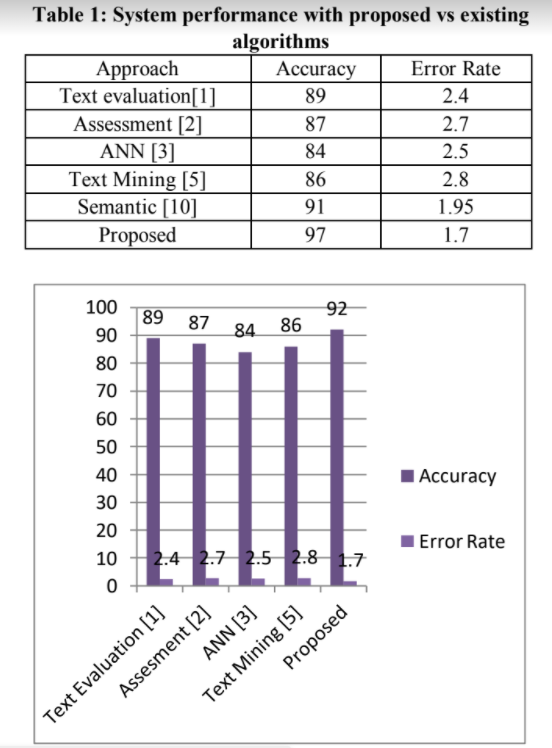 Table 1: System performance with proposed vs existing
algorithms
Approach Accuracy Error Rate
Text evaluation[1] 89 2.4
Assessment [2] 87 2.7
ANN [3] 84 2.5
Text Mining [5] 86 2.8
Semantic [10] 91 1.95
Proposed 97 1.7
100
90
80
70
60
50
40
30
20
10
0
89
87
84
86
92
2.4
2.7
2.5
2.8
1.7
Text Evaluation [1]
Assesment [2]
ANN [3]
Text Mining [5]
Proposed
Accuracy
Error Rate